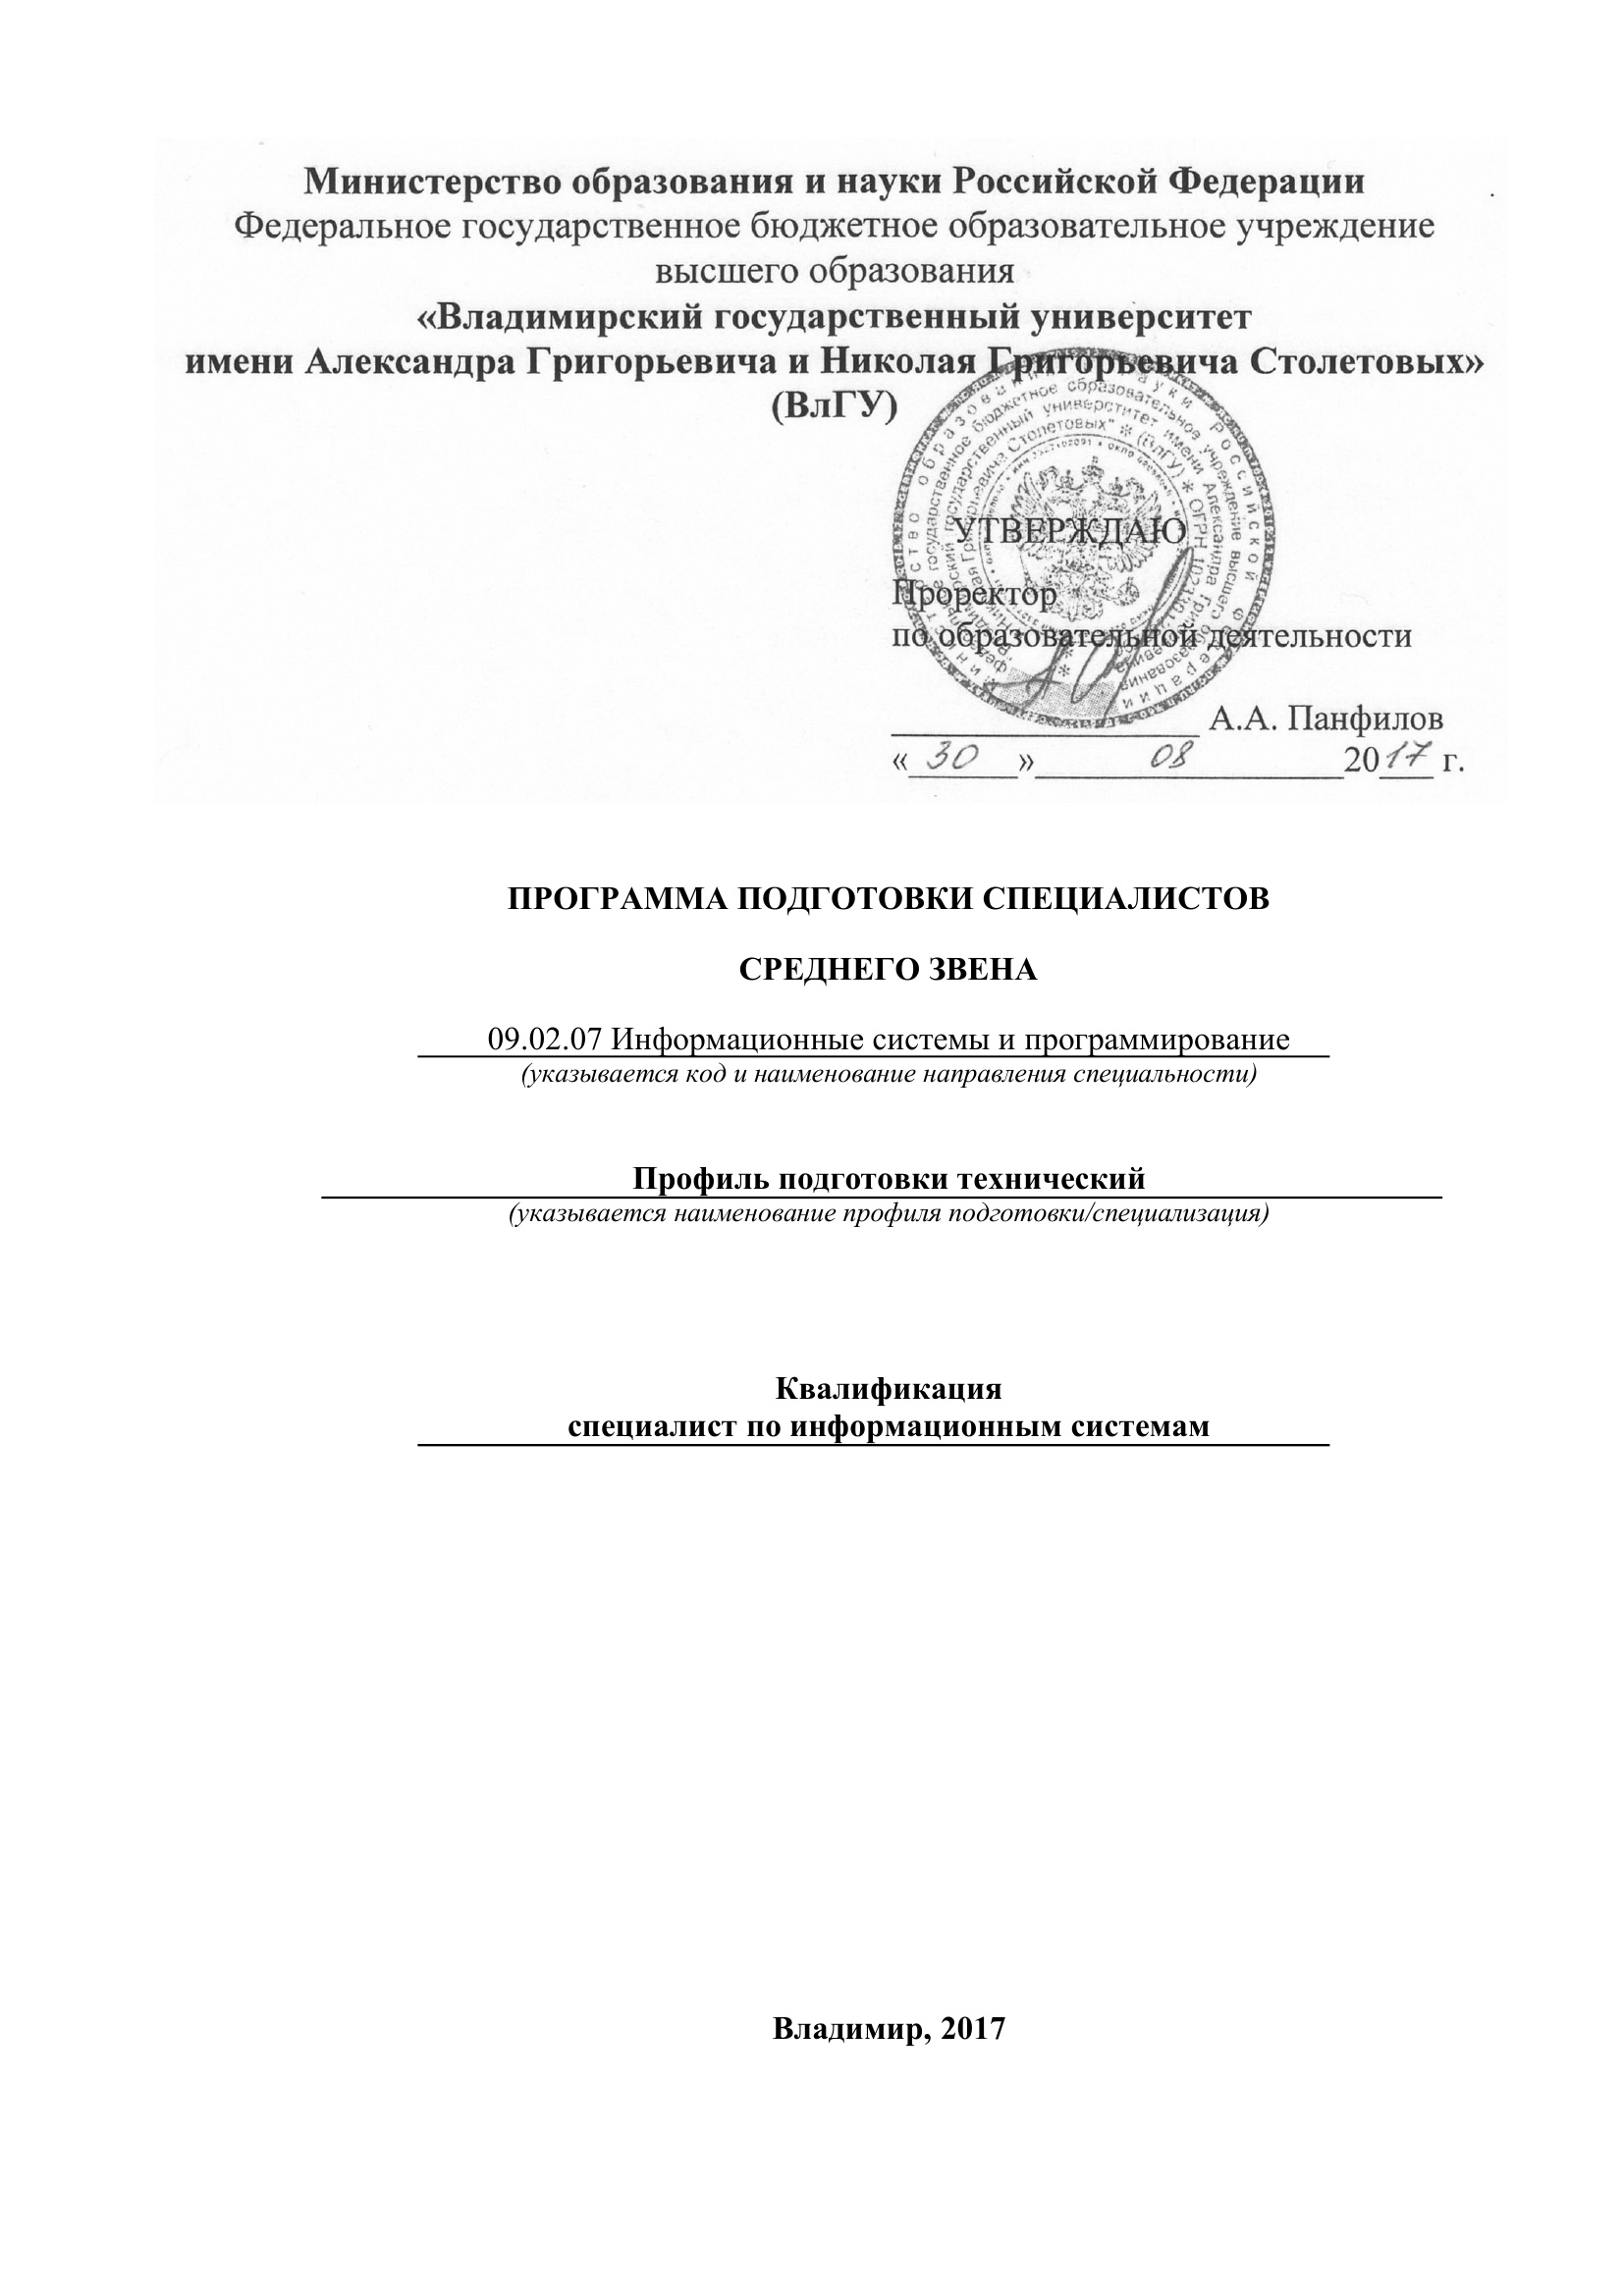 Министерство образования и науки Российской Федерации
Федеральное государственное бюджетное образовательное учреждение
высшего образования
«Владимирский государственный университет
имени Александра Григорьевича и Николая Григорьевича Столетовых»
(ВлГУ)
УТВЕРЖДАЮ
Проректор
по образовательной деятельности
А.А. Панфилов
«30» 08 2017 г.
ПРОГРАММА ПОДГОТОВКИ СПЕЦИАЛИСТОВ
СРЕДНЕГО ЗВЕНА
09.02.07 Информационные системы и программирование
(указывается код и наименование направления специальности)
Профиль подготовки технический
(указывается наименование профиля подготовки/специализация)
Квалификация
специалист по информационным системам
Владимир, 2017